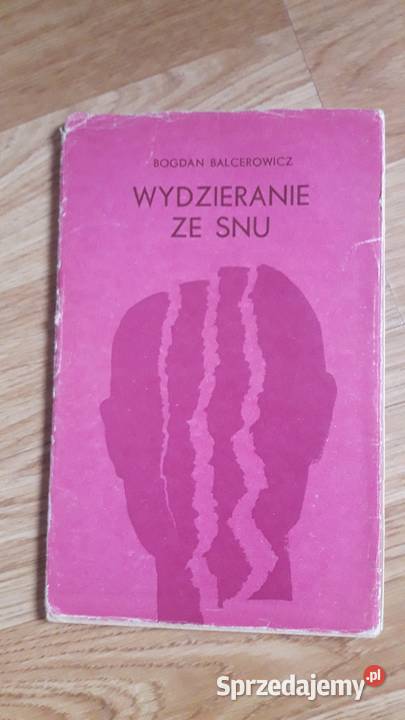 BOGDAN BALCEROWICZ
WYDZIERANIE
ZE SNU
Sprzedajemy.pl